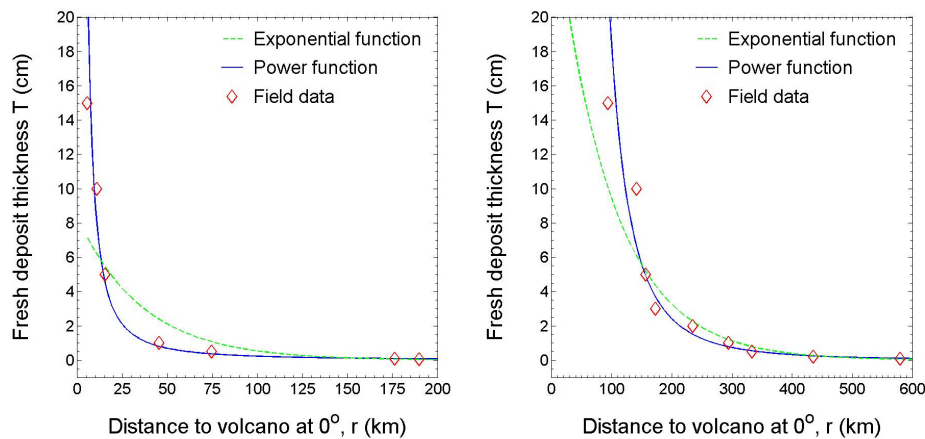 Fresh deposit thickness T (cm)
20
18
16
14
12
10
8
6
4
2
0
Exponential function
Power function
Field data
0 25 50 75 100 125 150 175 200
Distance to volcano at 0°, r (km)
Fresh deposit thickness T (cm)
20
18
16
14
12
10
8
6
4
2
0
Exponential function
Power function
Field data
0 100 200 300 400 500 600
Distance to volcano at 0°, r (km)